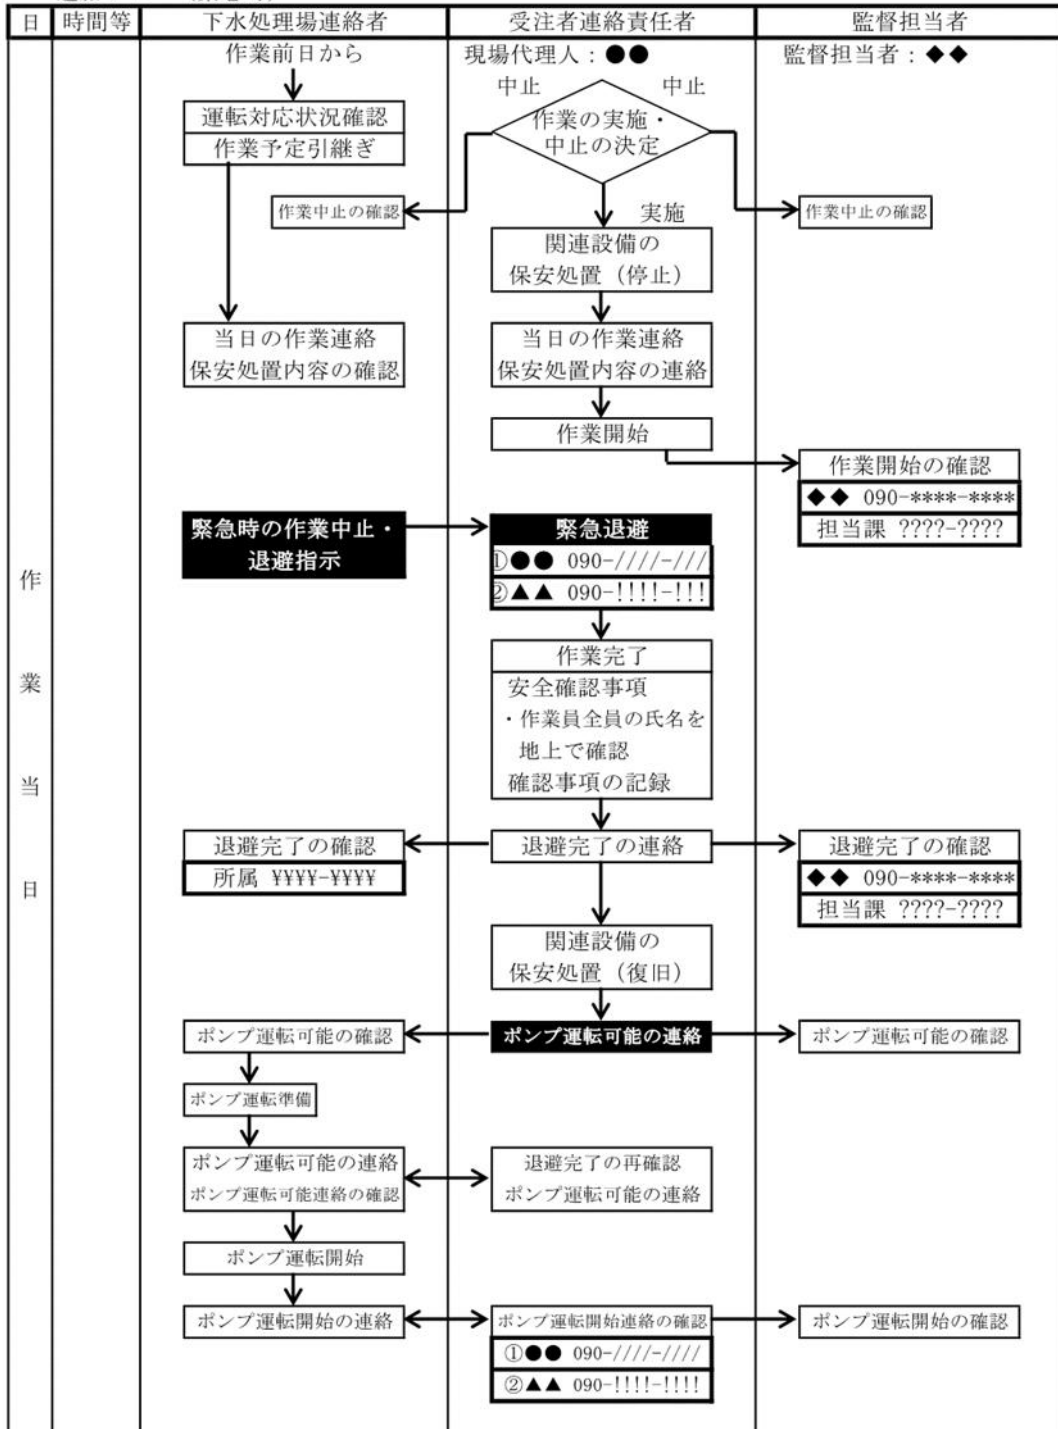 日 時間等 下水処理場連絡者 受注者連絡責任者 監督担当者
作業前日から 現場代理人：●● 監督担当者：◆◆
中止 中止
運転対応状況確認
作業予定引継ぎ
作業の実施・
中止の決定
作業中止の確認
実施
作業中止の確認
関連設備の
保安処置（停止）
当日の作業連絡
保安処置内容の確認
当日の作業連絡
保安処置内容の連絡
作業開始
作業開始の確認
◆◆ 090-****-****
担当課 ????-????
緊急時の作業中止・
退避指示
緊急退避
①●● 090-////-///
②▲▲ 090-!!!!-!!!
作業完了
安全確認事項
・作業員全員の氏名を
地上で確認
確認事項の記録
作業当日
退避完了の確認
所属 ¥¥¥¥-¥¥¥¥
退避完了の連絡
退避完了の確認
◆◆ 090-****-****
担当課 ????-????
関連設備の
保安処置（復旧）
ポンプ運転可能の確認
ポンプ運転可能の連絡
ポンプ運転可能の確認
ポンプ運転準備
ポンプ運転可能の連絡
ポンプ運転可能連絡の確認
退避完了の再確認
ポンプ運転可能の連絡
ポンプ運転開始
ポンプ運転開始の連絡
ポンプ運転開始連絡の確認
①●● 090-////-////
②▲▲ 090-!!!!-!!!!
ポンプ運転開始の確認